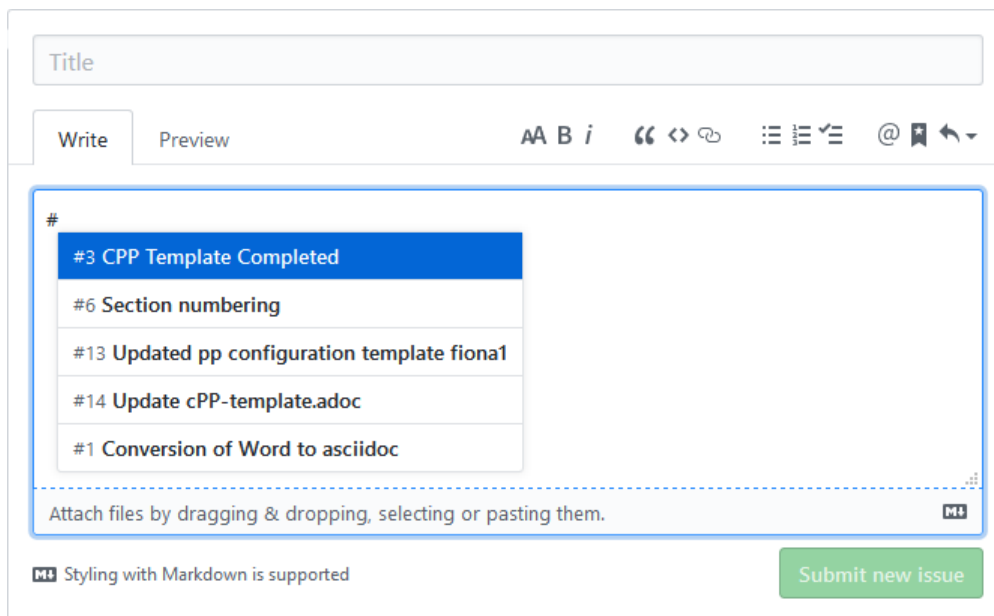 Title
Write Preview AA B i @
#
#3 CPP Template Completed
#6 Section numbering
#13 Updated pp configuration template fiona1
#14 Update cPP-template.adoc
#1 Conversion of Word to asciidoc
Attach files by dragging & dropping, selecting or pasting them.
Styling with Markdown is supported
Submit new issue